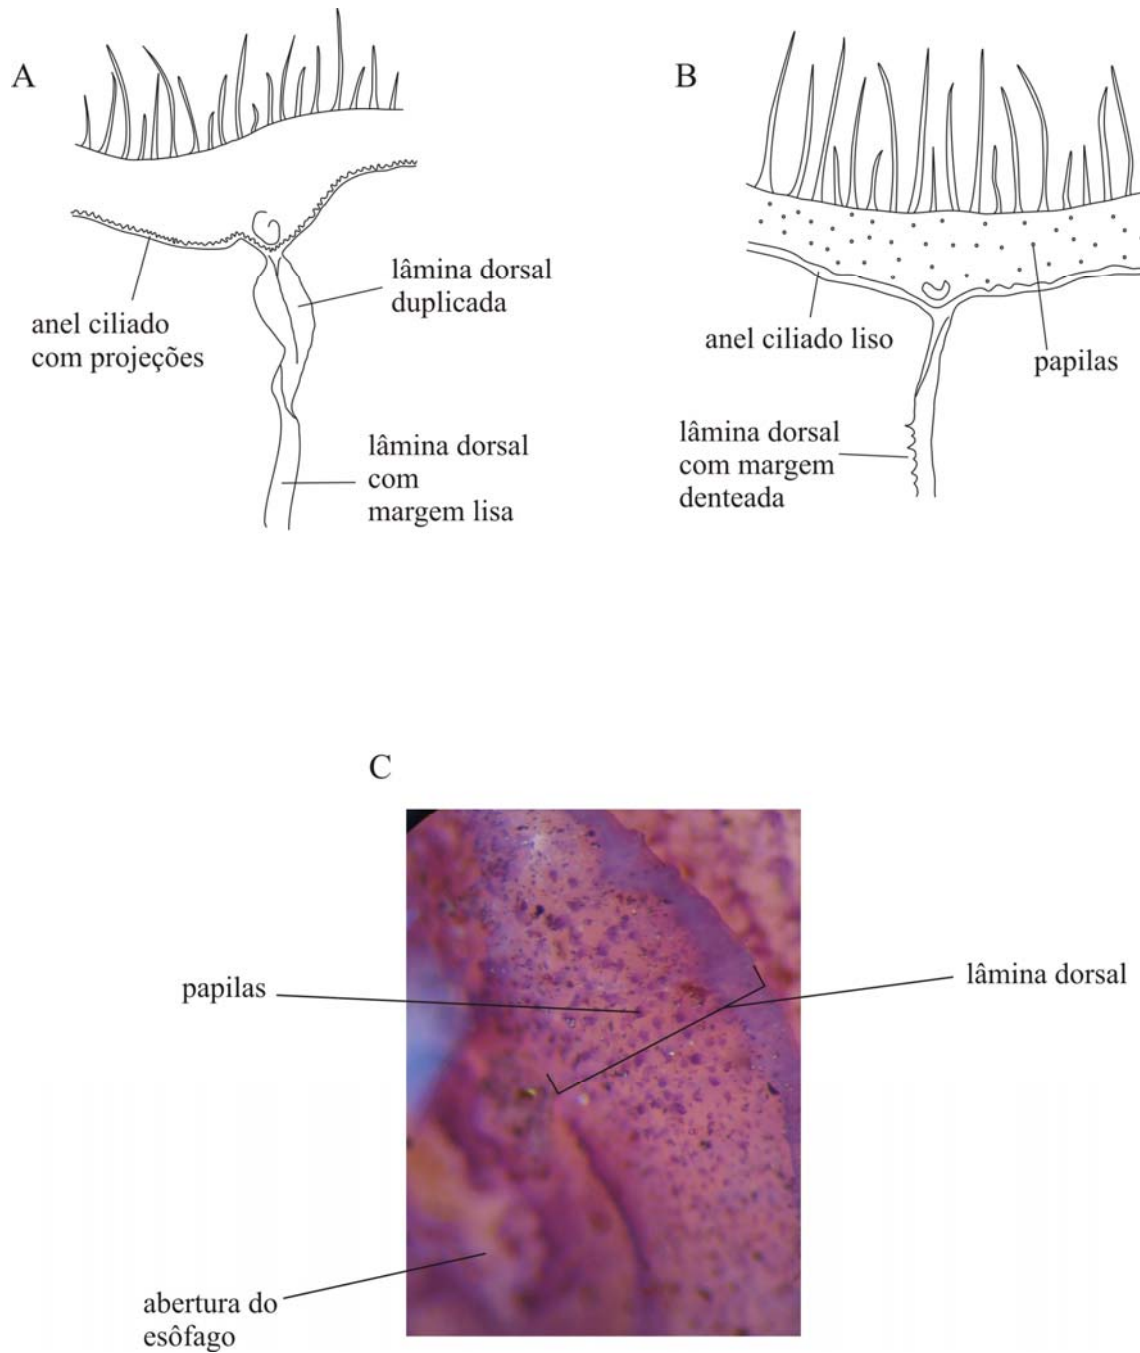 A
B
lâmina dorsal
duplicada
anel ciliado
com projeções
lâmina dorsal
com
margem lisa
anel ciliado liso
papilas
lâmina dorsal
com margem
denteada
C
papilas
lâmina dorsal
abertura do
esôfago